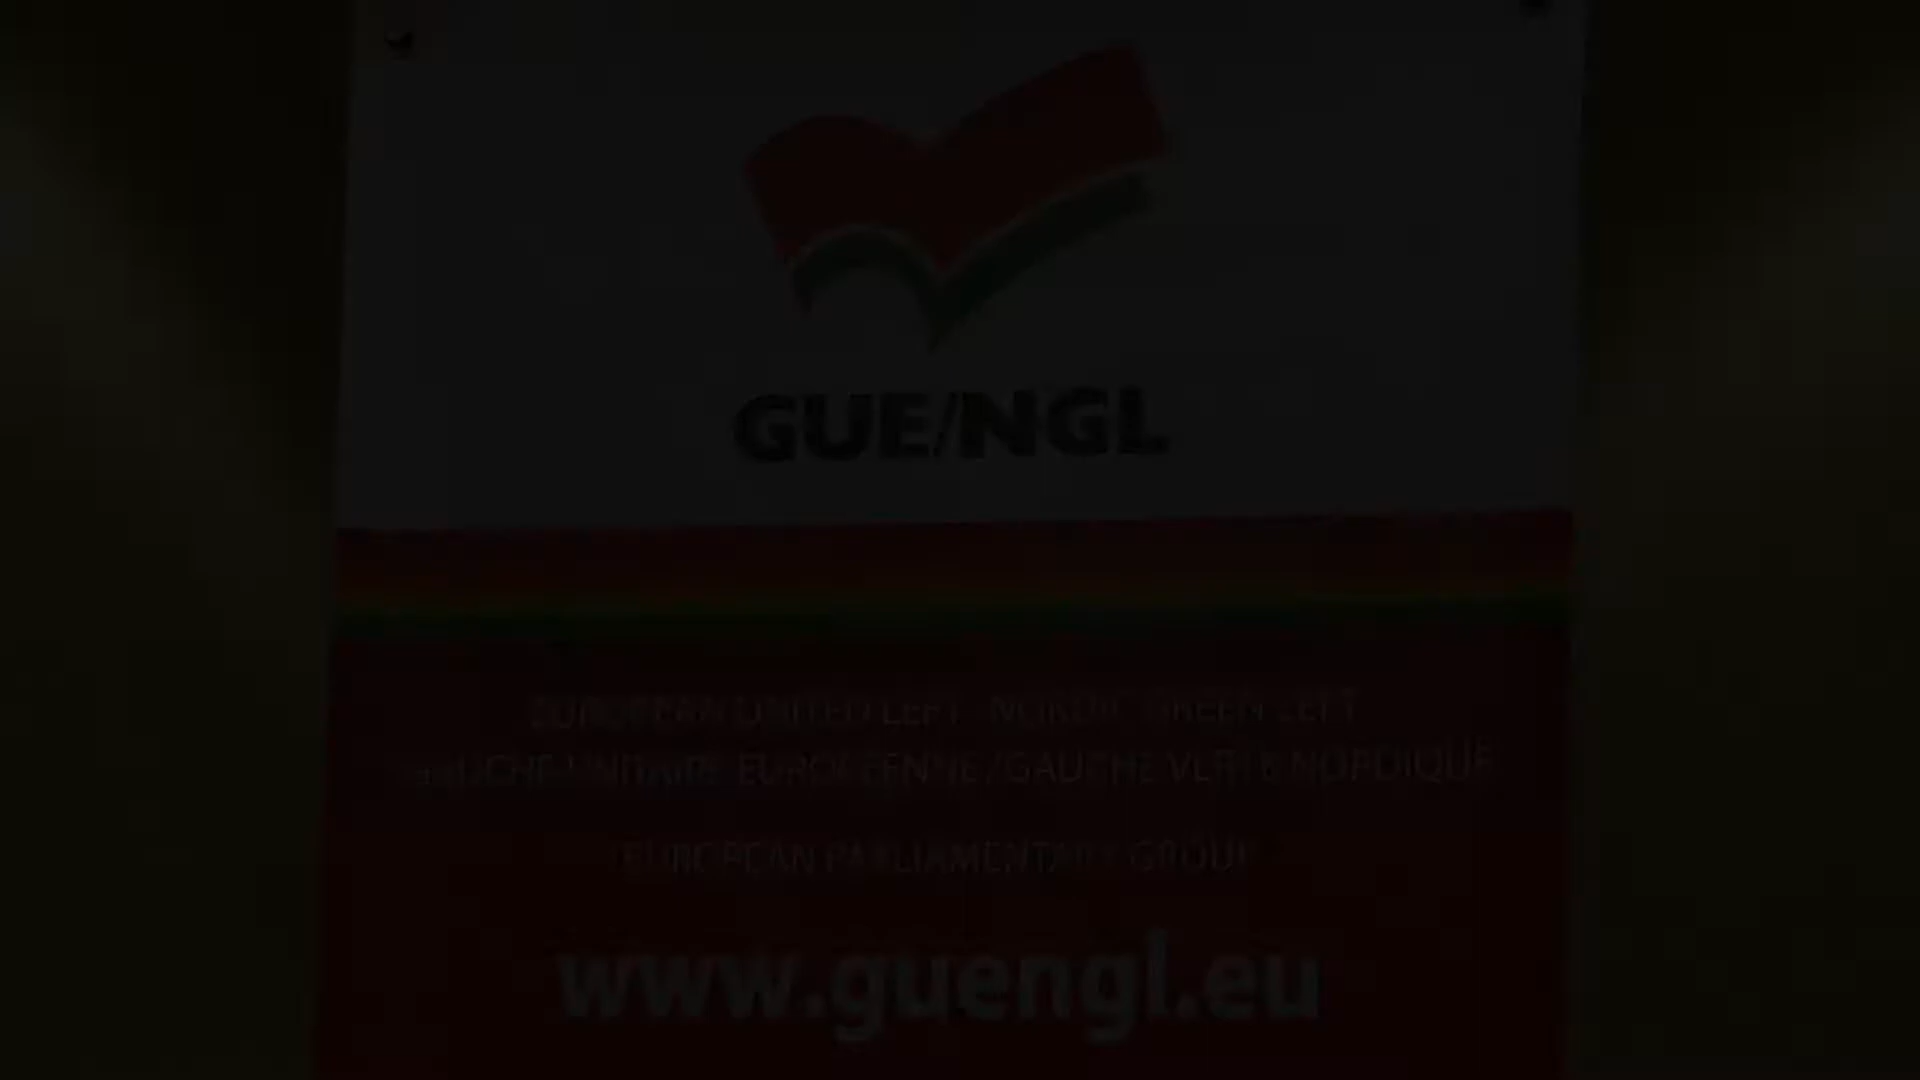 GUE/NGL
EUROPEAN UNITED LEFT / NORDIC GREEN LEFT
GAUCHE UNITAIRE EUROPÉENNE / GAUCHE VERTE NORDIQUE
EUROPEAN PARLIAMENTARY GROUP
www.guengl.eu